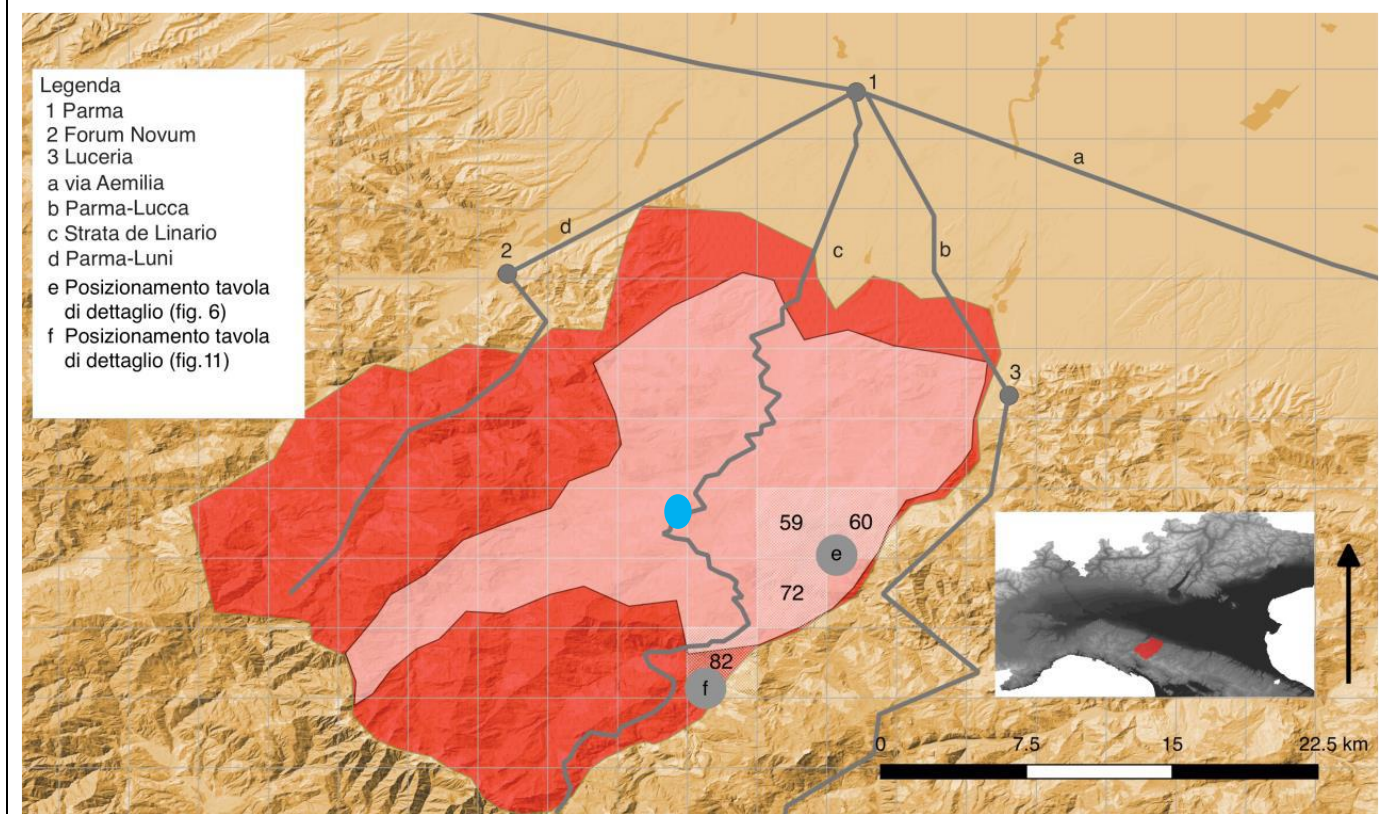 Legenda
1 Parma
2 Forum Novum
3 Luceria
a via Aemilia
b Parma-Lucca
c Strata de Linario
d Parma-Luni
e Posizionamento tavola
di dettaglio (fig. 6)
f Posizionamento tavola
di dettaglio (fig.11)
1
a
d
c
b
2
3
59
60
e
72
82
f
0
7.5
15
22.5 km